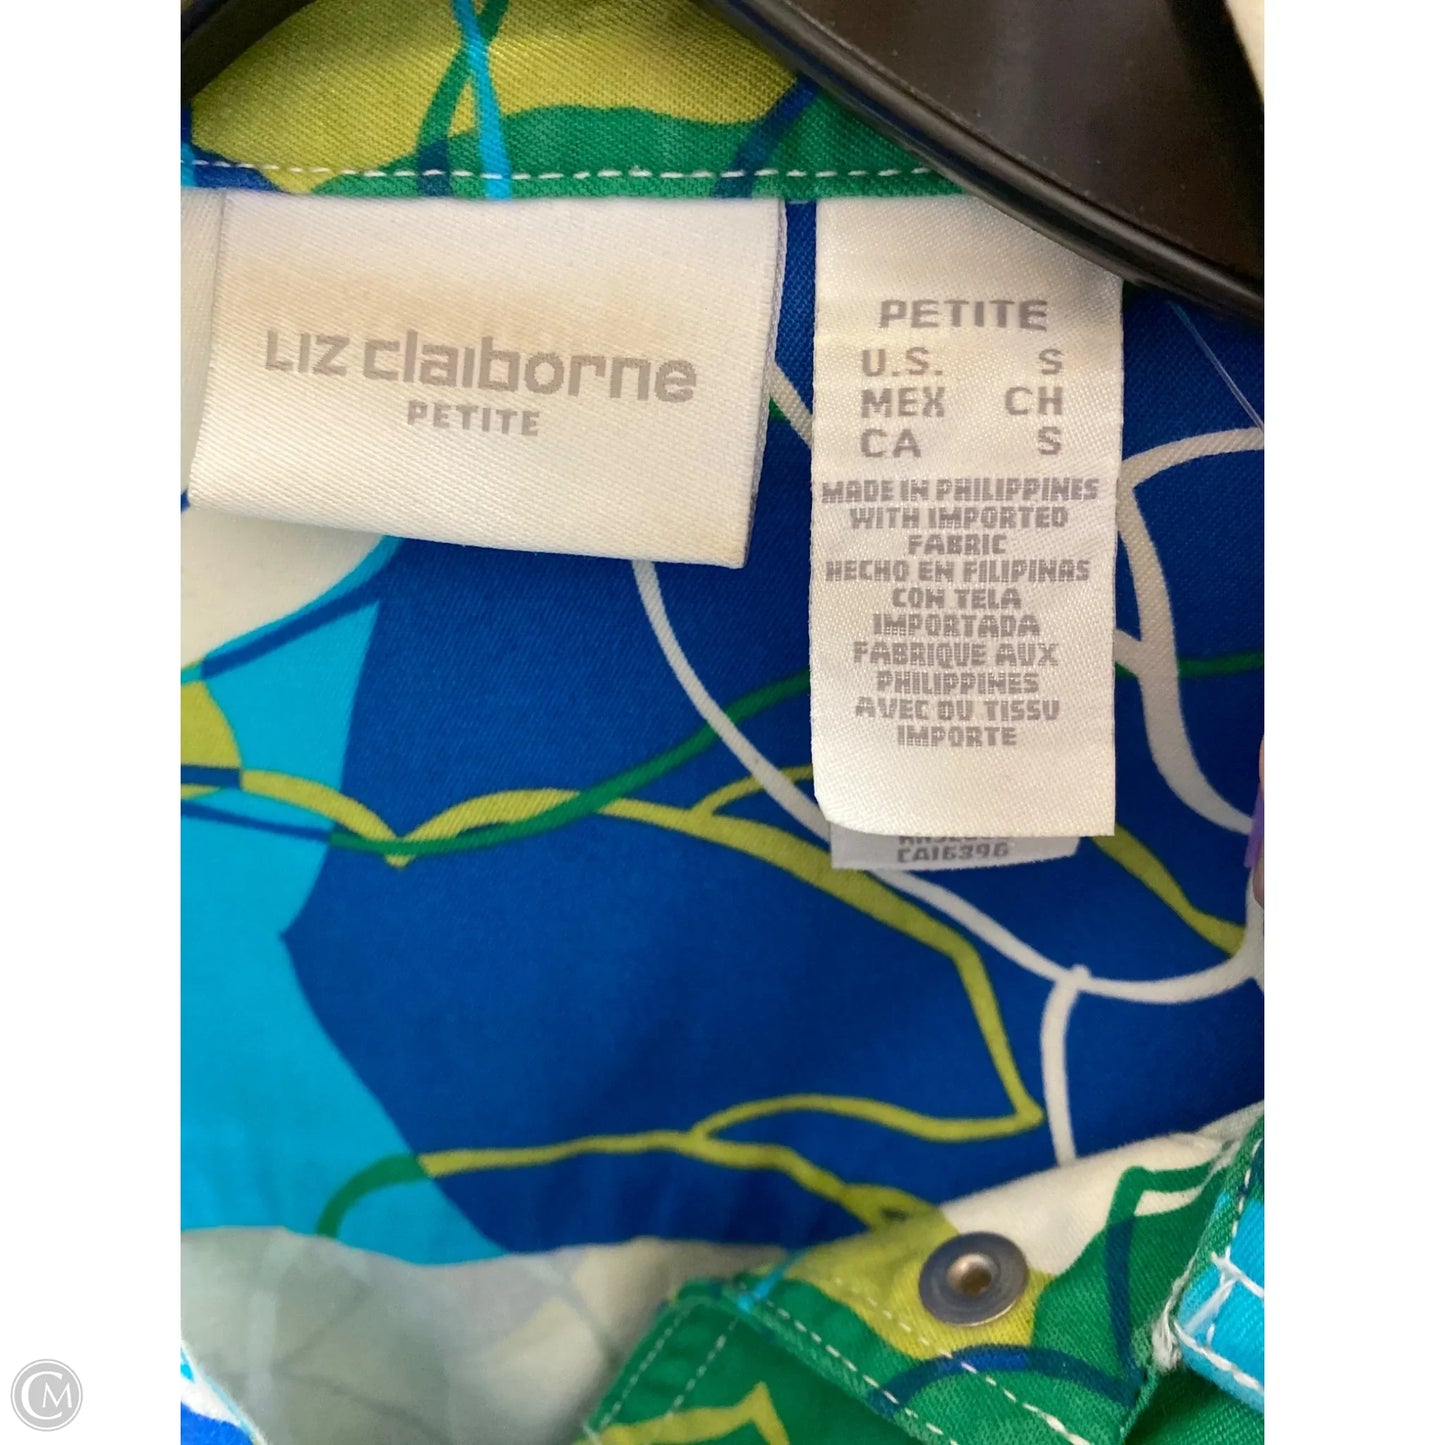 LIZ claiborne
PETITE
PETITE
U.S. S
MEX CH
CA S
MADE IN PHILIPPINES
WITH IMPORTED
FABRIC
HECHO EN FILIPINAS
CON TELA
IMPORTADA
FABRIQUE AUX
PHILIPPINES
AVEC DU TISSU
IMPORTE
CA16396
CM